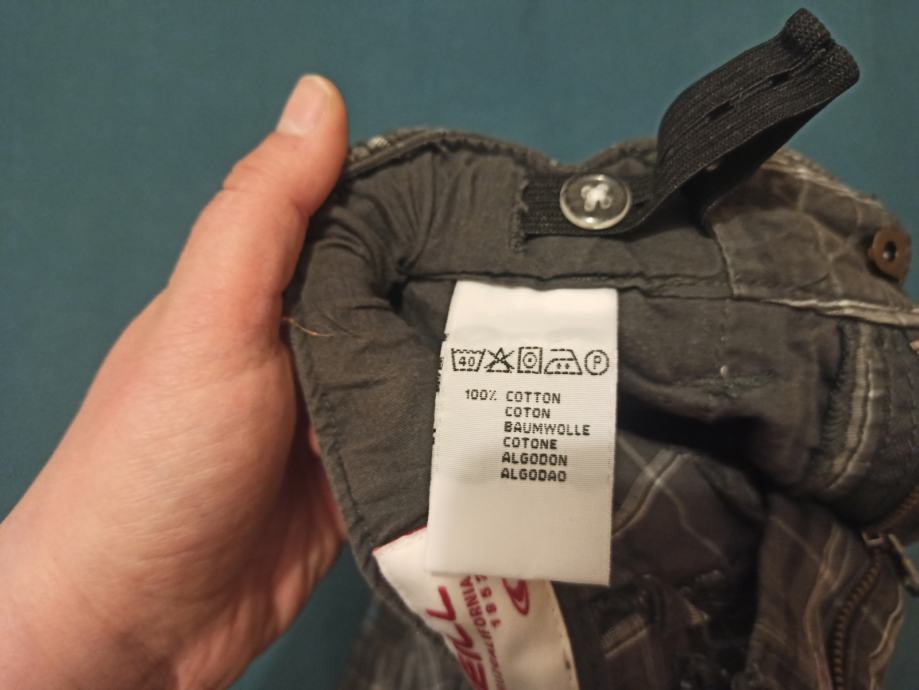 40 P
100% COTTON
COTON
BAUMWOLLE
COTONE
ALGODON
ALGODAO